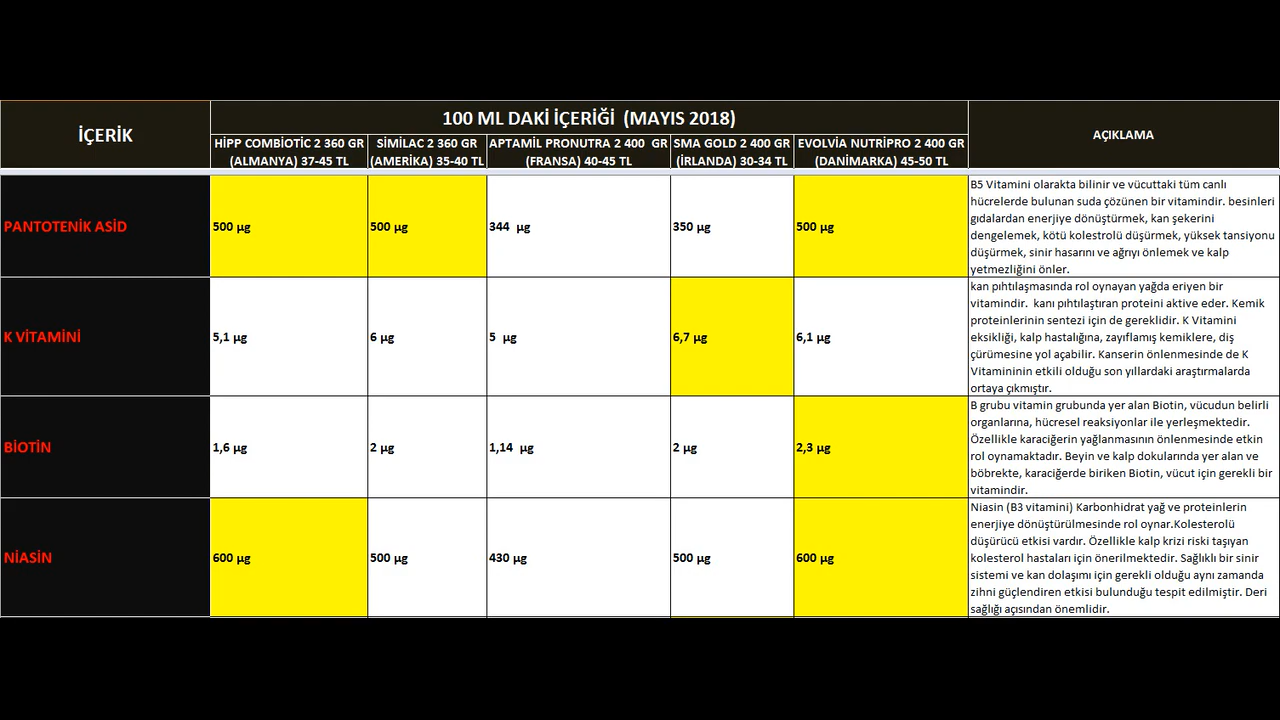 İÇERİK
100 ML DAKİ İÇERİĞİ  (MAYIS 2018)
AÇIKLAMA
HİPP COMBİOTİC 2 360 GR
(ALMANYA) 37-45 TL
SİMİLAC 2 360 GR
(AMERİKA) 35-40 TL
APTAMİL PRONUTRA 2 400  GR
(FRANSA) 40-45 TL
SMA GOLD 2 400 GR
(İRLANDA) 30-34 TL
EVOLVİA NUTRİPRO 2 400 GR
(DANİMARKA) 45-50 TL
PANTOTENİK ASİD
500 µg
500 µg
344  µg
350 µg
500 µg
B5 Vitamini olarakta bilinir ve vücuttaki tüm canlı
hücrelerde bulunan suda çözünen bir vitamindir. besinleri
gıdalardan enerjiye dönüştürmek, kan şekerini
dengelemek, kötü kolestrolü düşürmek, yüksek tansiyonu
düşürmek, sinir hasarını ve ağrıyı önlemek ve kalp
yetmezliğini önler.
K VİTAMİNİ
5,1 µg
6 µg
5  µg
6,7 µg
6,1 µg
kan pıhtılaşmasında rol oynayan yağda eriyen bir
vitamindir.  kanı pıhtılaştıran proteini aktive eder. Kemik
proteinlerinin sentezi için de gereklidir. K Vitamini
eksikliği, kalp hastalığına, zayıflamış kemiklere, diş
çürümesine yol açabilir. Kanserin önlenmesinde de K
Vitamininin etkili olduğu son yıllardaki araştırmalarda
ortaya çıkmıştır.
BİOTİN
1,6 µg
2 µg
1,14  µg
2 µg
2,3 µg
B grubu vitamin grubunda yer alan Biotin, vücudun belirli
organlarına, hücresel reaksiyonlar ile yerleşmektedir.
Özellikle karaciğerin yağlanmasının önlenmesinde etkin
rol oynamaktadır. Beyin ve kalp dokularında yer alan ve
böbrekte, karaciğerde biriken Biotin, vücut için gerekli bir
vitamindir.
NİASİN
600 µg
500 µg
430 µg
500 µg
600 µg
Niasin (B3 vitamini) Karbonhidrat yağ ve proteinlerin
enerjiye dönüştürülmesinde rol oynar.Kolesterolü
düşürücü etkisi vardır. Özellikle kalp krizi riski taşıyan
kolesterol hastaları için önerilmektedir. Sağlıklı bir sinir
sistemi ve kan dolaşımı için gerekli olduğu aynı zamanda
zihni güçlendiren etkisi bulunduğu tespit edilmiştir. Deri
sağlığı açısından önemlidir.